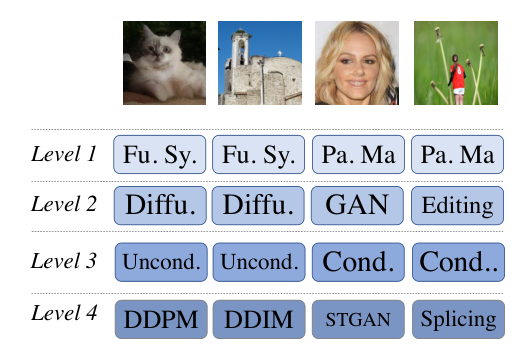 Level 1 Fu. Sy. Fu. Sy. Pa. Ma Pa. Ma
Level 2 Diffu. Diffu. GAN Editing
Level 3 Uncond. Uncond. Cond. Cond..
Level 4 DDPM DDIM STGAN Splicing